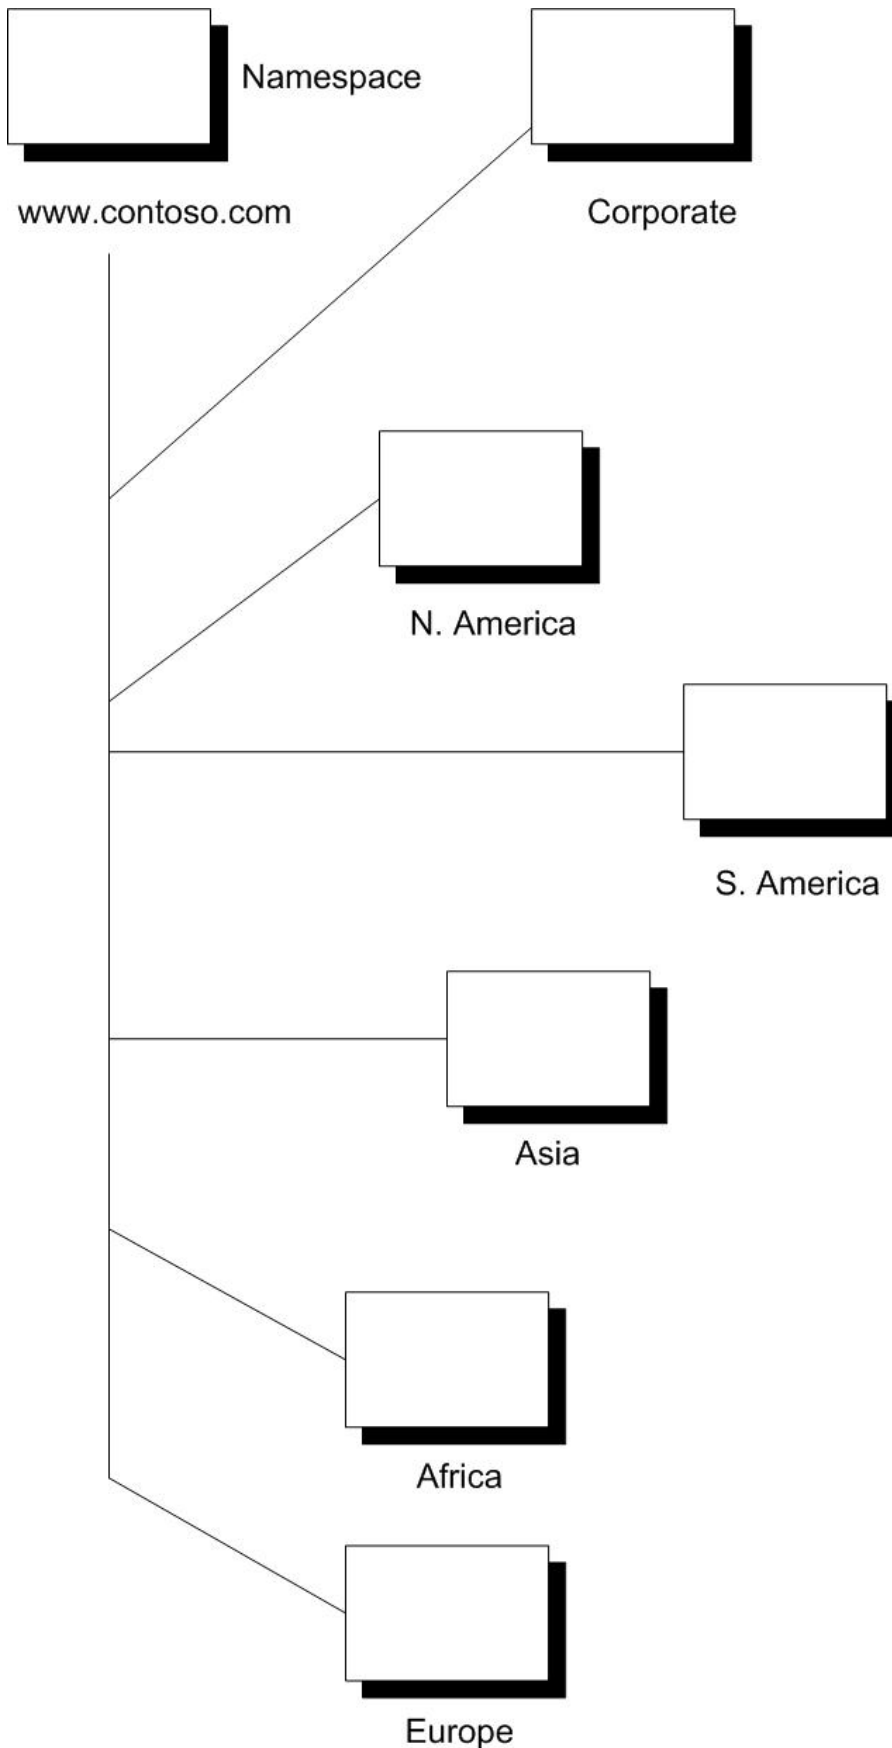 Namespace
www.contoso.com
Corporate
N. America
S. America
Asia
Africa
Europe